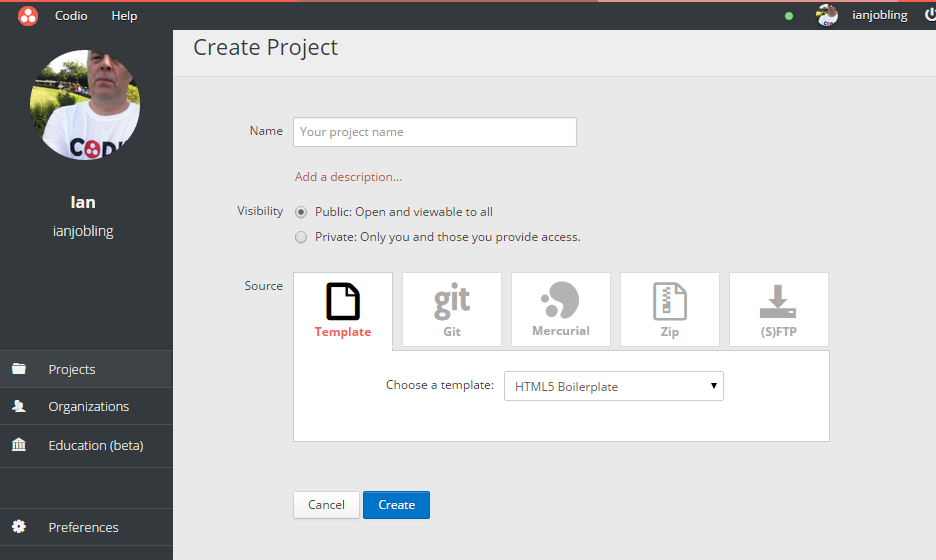 Codio Help ianjobling
Create Project
CODI
Ian
ianjobling
Projects
Organizations
Education (beta)
Preferences
Name Your project name
Add a description...
Visibility Public: Open and viewable to all
Private: Only you and those you provide access.
Source
Template git Git Mercurial Zip (S)FTP
Choose a template: HTML5 Boilerplate
Cancel Create